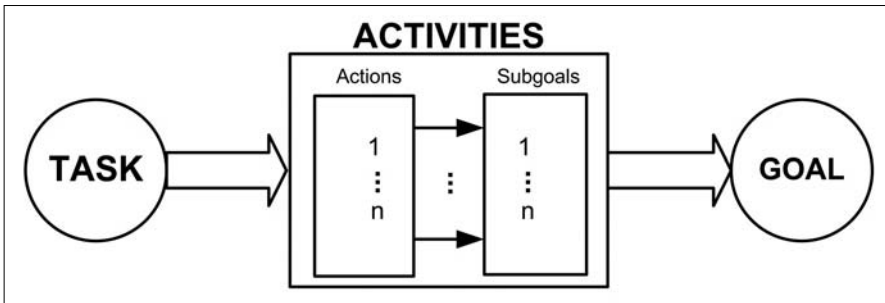 ACTIVITIES
Actions
Subgoals
TASK
1
⋮
n
⋮
1
⋮
n
GOAL